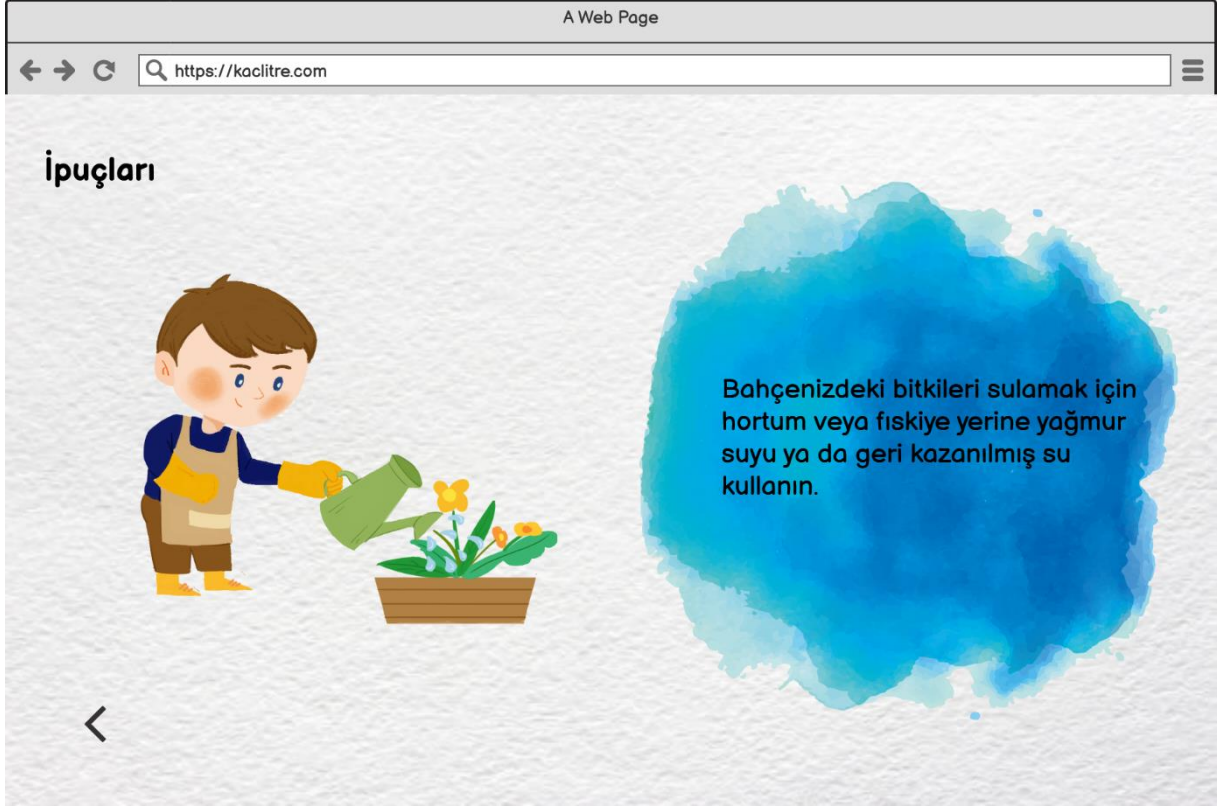 A Web Page
https://kaclitre.com
İpuçları
Bahçenizdeki bitkileri sulamak için
hortum veya fıskiye yerine yağmur
suyu ya da geri kazanılmış su
kullanın.